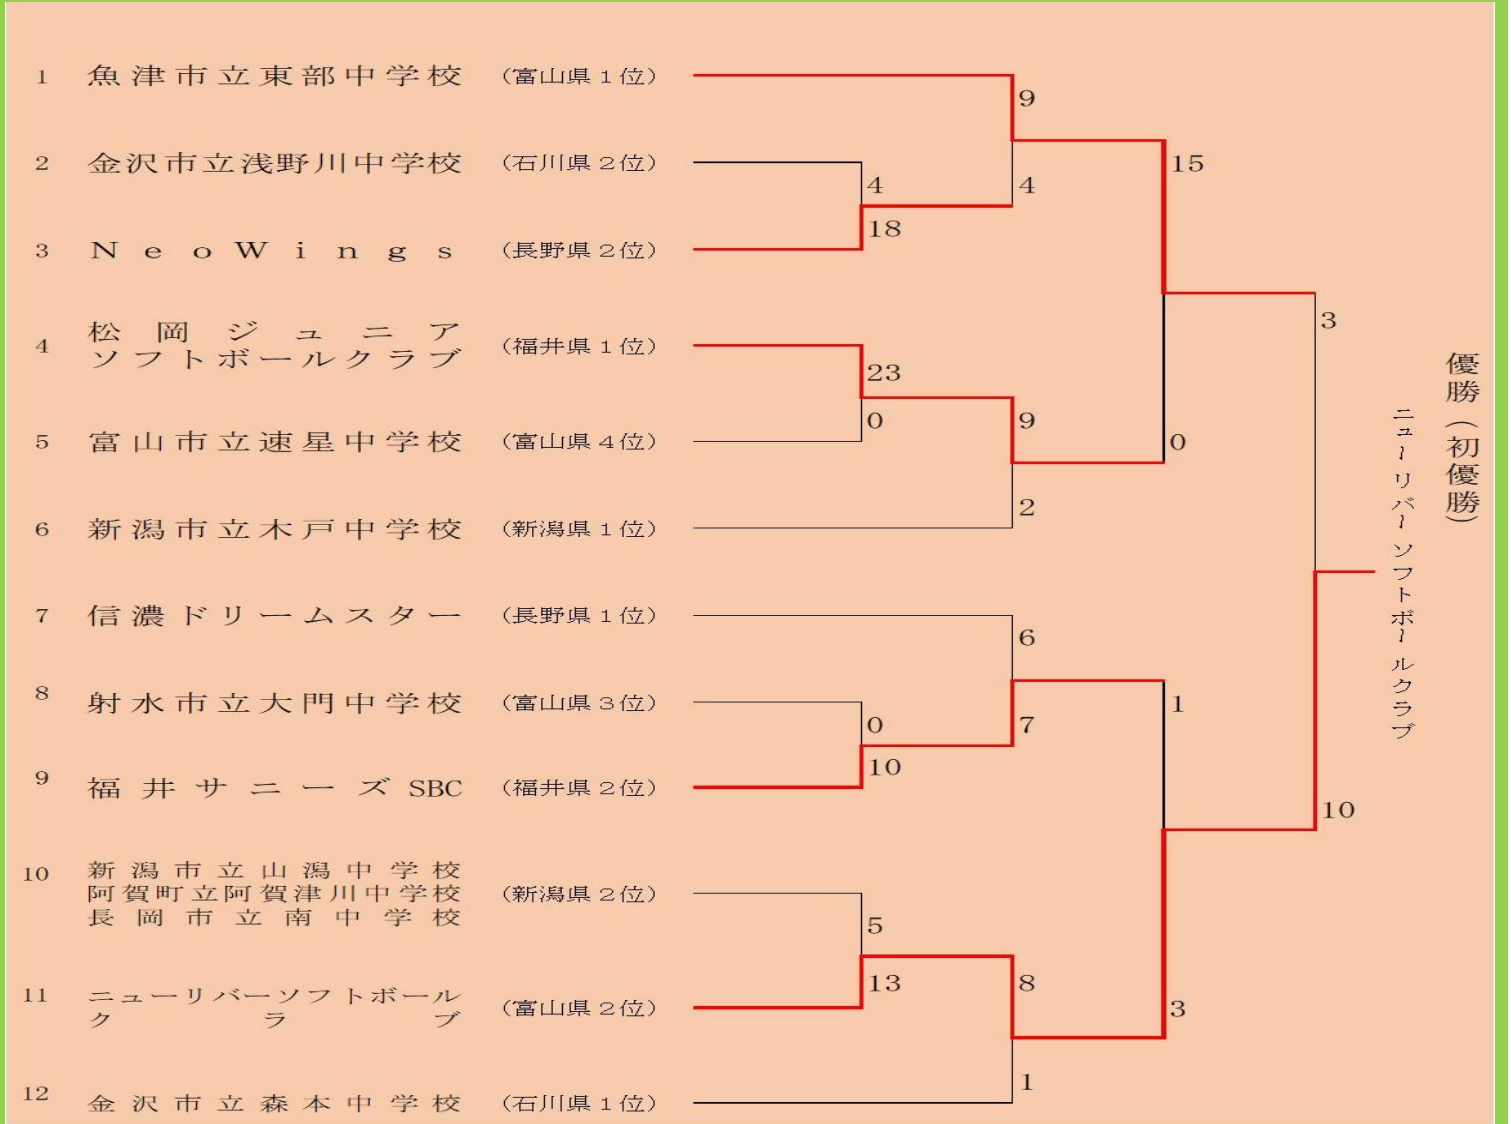 1 魚津市立東部中学校 (富山県1位)
2 金沢市立浅野川中学校 (石川県2位)
3 NeoWings (長野県2位)
4 松岡ジュニア
ソフトボールクラブ (福井県1位)
5 富山市立速星中学校 (富山県4位)
6 新潟市立木戸中学校 (新潟県1位)
7 信濃ドリームスター (長野県1位)
8 射水市立大門中学校 (富山県3位)
9 福井サニーズSBC (福井県2位)
10 新潟市立山潟中学校
阿賀町立阿賀津川中学校
長岡市立南中学校 (新潟県2位)
11 ニューリバーソフトボール
クラブ (富山県2位)
12 金沢市立森本中学校 (石川県1位)
4
18
23
0
0
10
5
13
9
4
9
2
6
7
8
1
15
0
1
3
3
10
ニューリバーソフトボールクラブ
優勝(初優勝)